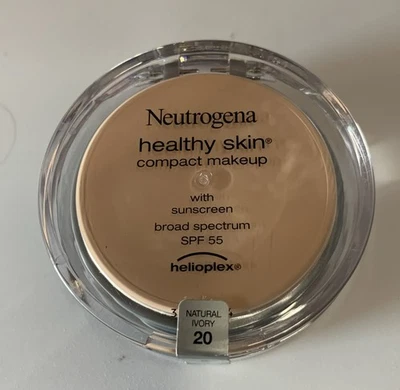 Neutrogena
healthy skin®
compact makeup
with
sunscreen
broad spectrum
SPF 55
helioplex®
NATURAL
IVORY
20